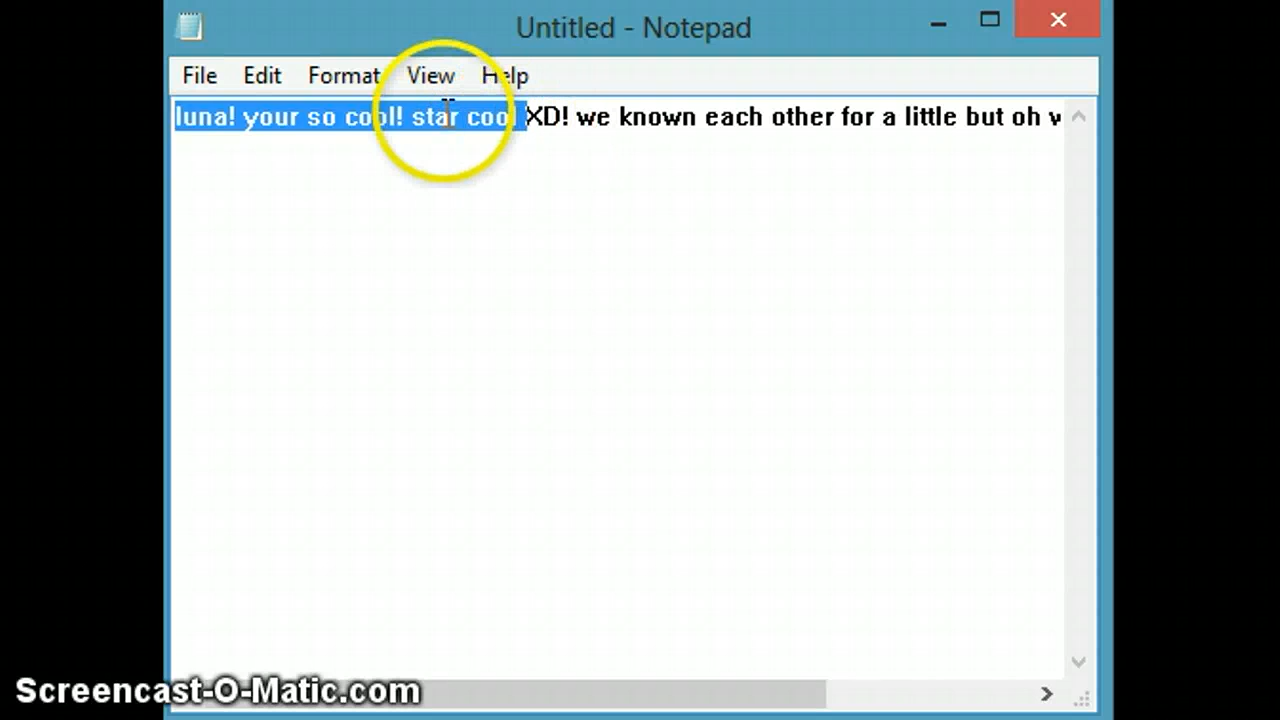 Untitled - Notepad
File Edit Format View Help
luna! your so cool! star cool XD! we known each other for a little but oh
Screencast-O-Matic.com